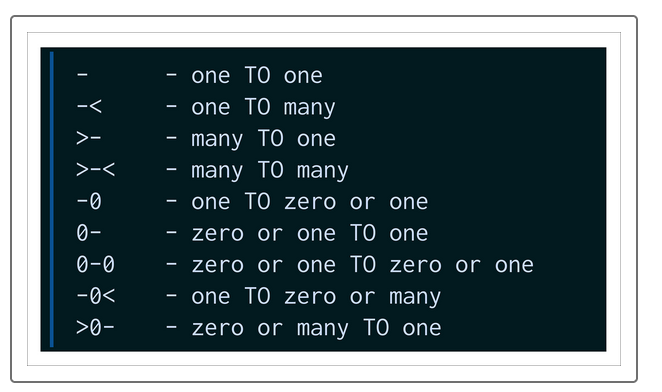 - - one TO one
-< - one TO many
>- - many TO one
>-< - many TO many
-0 - one TO zero or one
0- - zero or one TO one
0-0 - zero or one TO zero or one
-0< - one TO zero or many
>0- - zero or many TO one